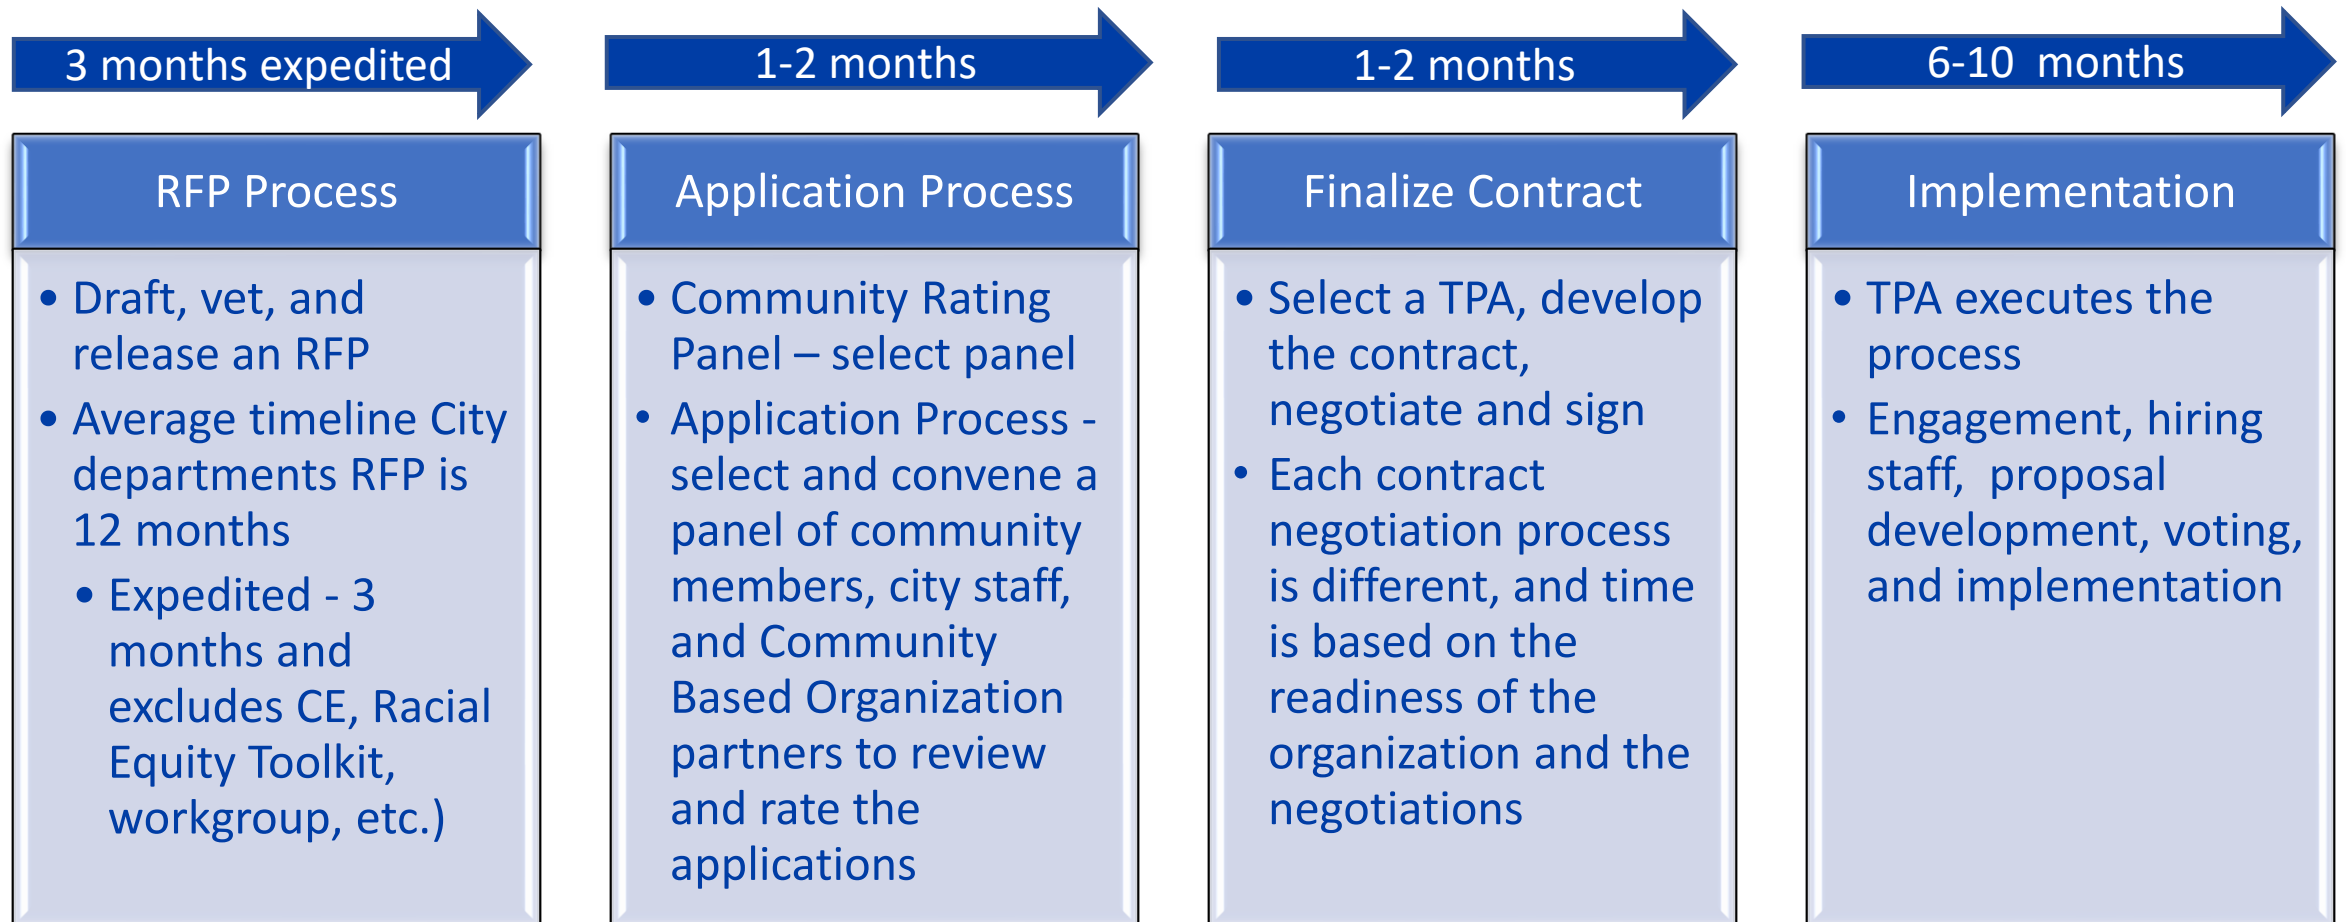 3 months expedited
1-2 months
1-2 months
6-10  months
RFP Process
• Draft, vet, and
release an RFP
• Average timeline City
departments RFP is
12 months
• Expedited - 3
months and
excludes CE, Racial
Equity Toolkit,
workgroup, etc.)
Application Process
• Community Rating
Panel – select panel
• Application Process -
select and convene a
panel of community
members, city staff,
and Community
Based Organization
partners to review
and rate the
applications
Finalize Contract
• Select a TPA, develop
the contract,
negotiate and sign
• Each contract
negotiation process
is different, and time
is based on the
readiness of the
organization and the
negotiations
Implementation
• TPA executes the
process
• Engagement, hiring
staff,  proposal
development, voting,
and implementation